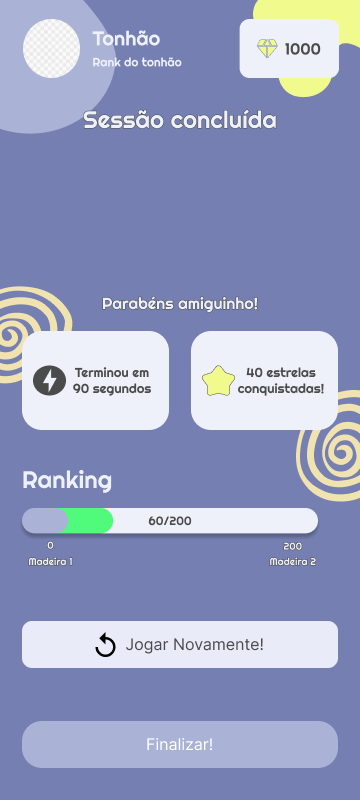 Tonhão
Rank do tonhão
1000
Sessão concluída
Parabéns amiguinho!
Terminou em
90 segundos
40 estrelas
conquistadas!
Ranking
60/200
0
200
Madeira 1
Madeira 2
Jogar Novamente!
Finalizar!